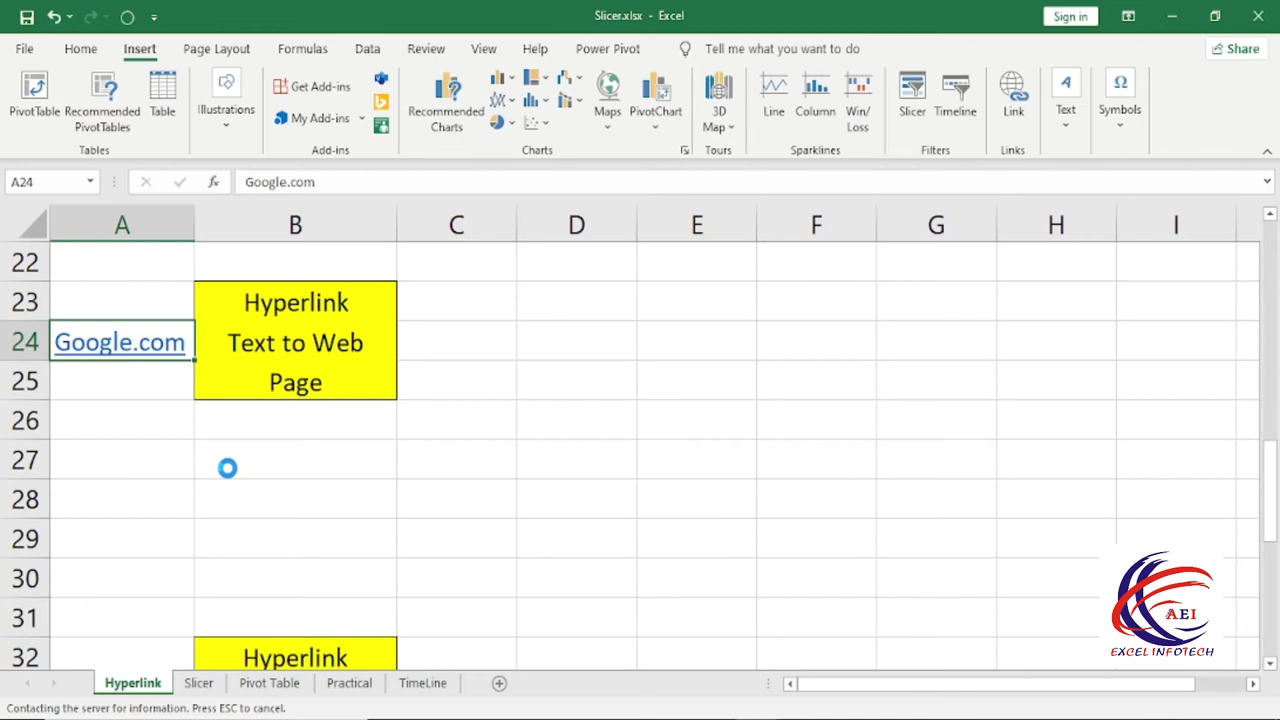 Slicer.xlsx - Excel
Sign in
File Home Insert Page Layout Formulas Data Review View Help Power Pivot Tell me what you want to do Share
PivotTable
Recommended PivotTables
Table
Tables
Illustrations
Get Add-ins
My Add-ins
Add-ins
Recommended Charts
Maps
PivotChart
Charts
3D Map
Tours
Line
Column
Win/Loss
Sparklines
Slicer
Timeline
Filters
Link
Links
Text
Symbols
A24
fx
Google.com
A B C D E F G H I
22
23 Hyperlink
24 Google.com Text to Web
25 Page
26
27
28
29
30
31
32 Hyperlink
AEI
EXCEL INFOTECH
Hyperlink Slicer Pivot Table Practical TimeLine
Contacting the server for information. Press ESC to cancel.